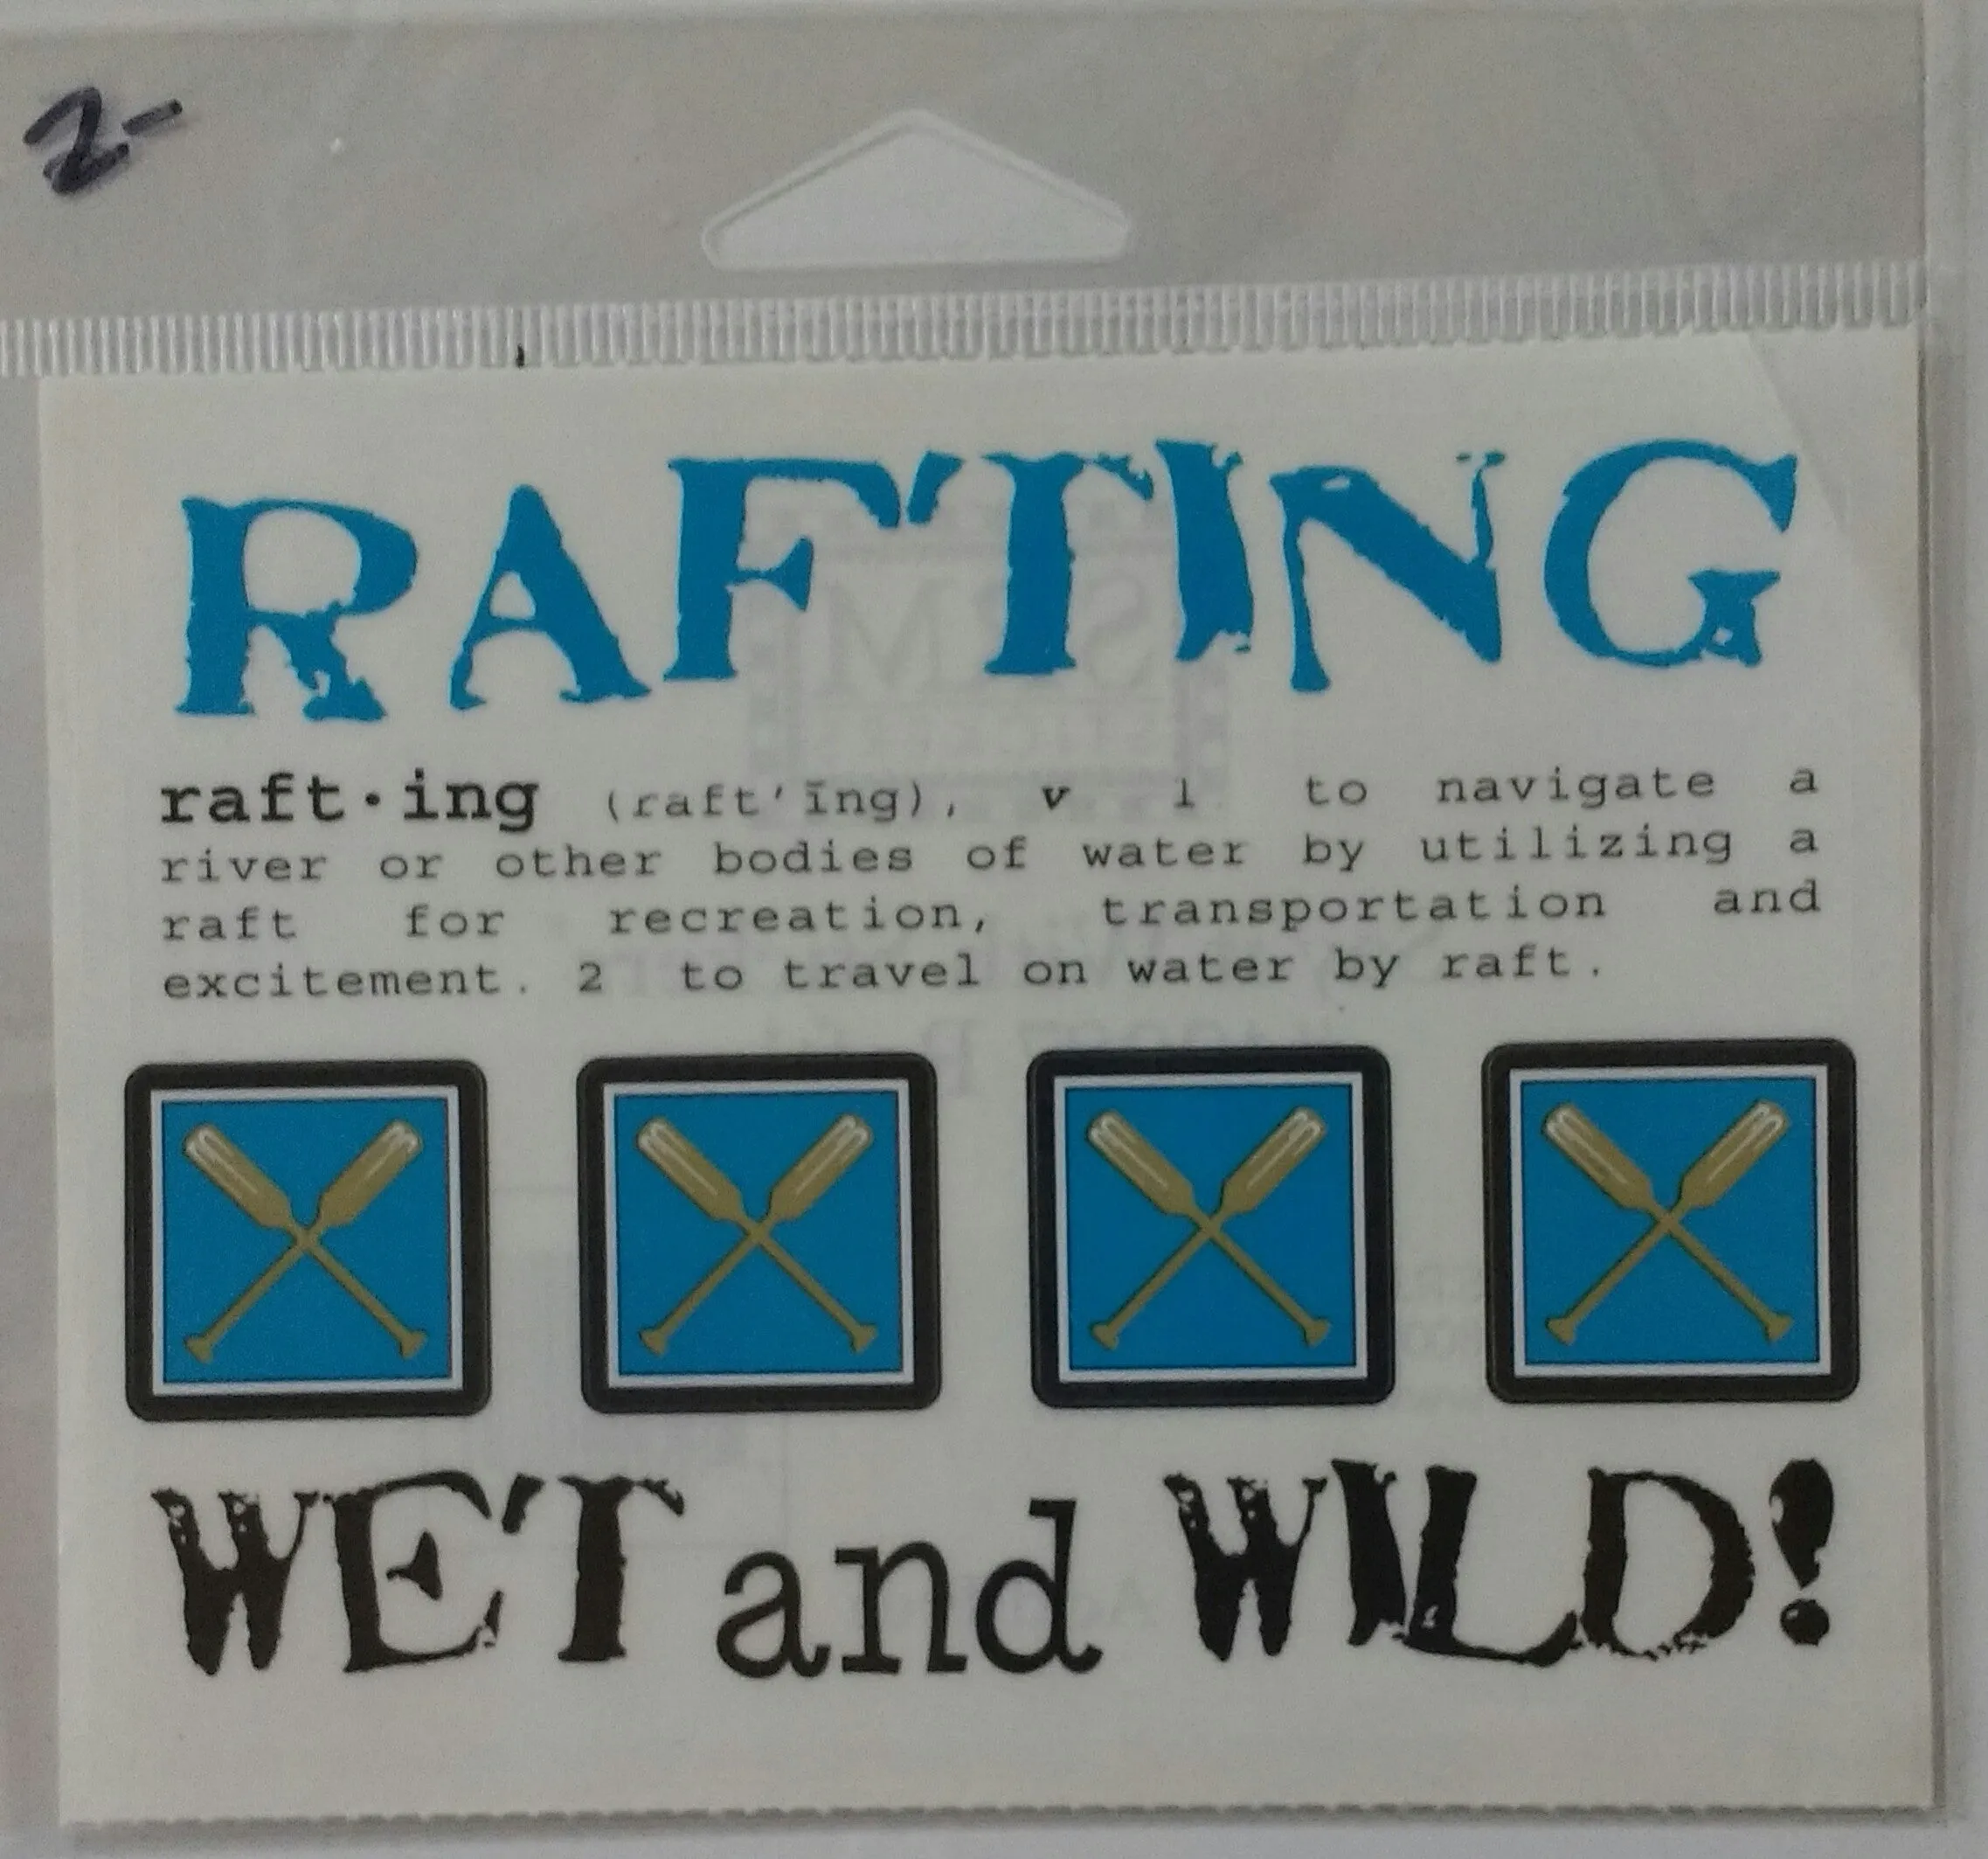 2-
RAFTING
raft·ing (raft'ĭng), v 1 to navigate a
river or other bodies of water by utilizing a
raft for recreation, transportation and
excitement. 2 to travel on water by raft.
WET and WILD!